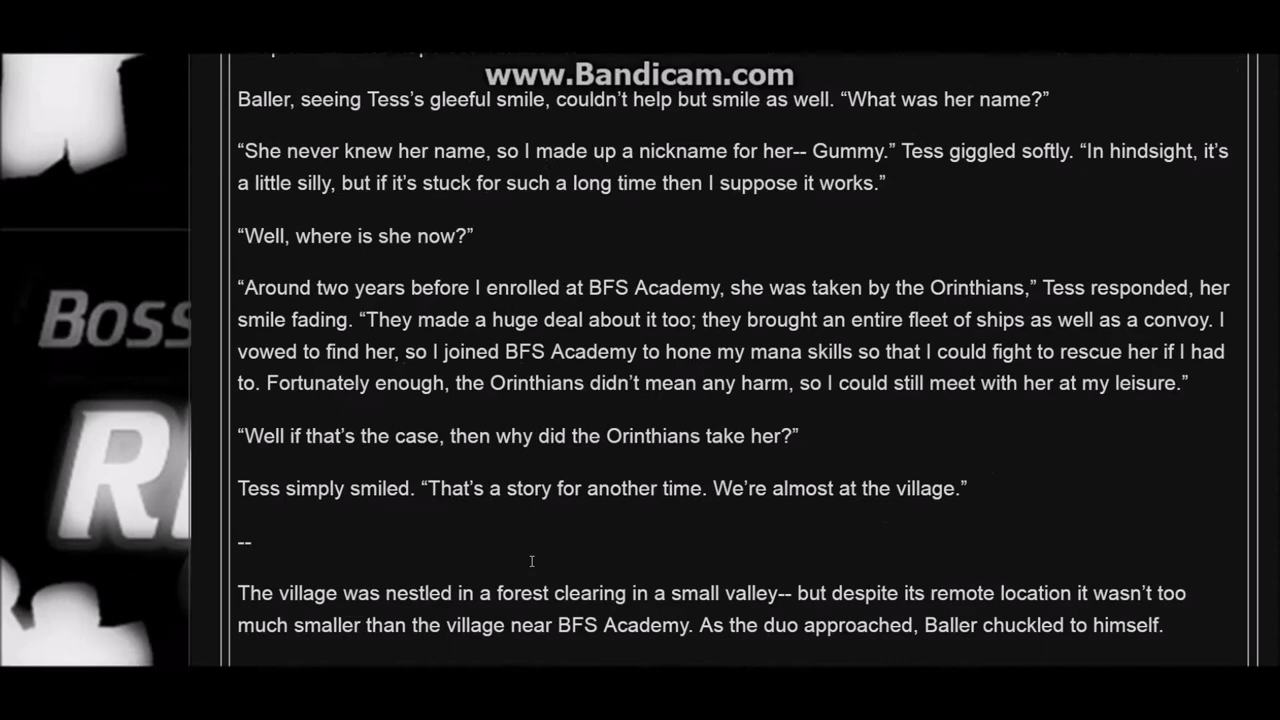 www.Bandicam.com
Baller, seeing Tess’s gleeful smile, couldn’t help but smile as well. “What was her name?”
“She never knew her name, so I made up a nickname for her-- Gummy.” Tess giggled softly. “In hindsight, it’s
a little silly, but if it’s stuck for such a long time then I suppose it works.”
“Well, where is she now?”
“Around two years before I enrolled at BFS Academy, she was taken by the Orinthians,” Tess responded, her
smile fading. “They made a huge deal about it too; they brought an entire fleet of ships as well as a convoy. I
vowed to find her, so I joined BFS Academy to hone my mana skills so that I could fight to rescue her if I had
to. Fortunately enough, the Orinthians didn’t mean any harm, so I could still meet with her at my leisure.”
“Well if that’s the case, then why did the Orinthians take her?”
Tess simply smiled. “That’s a story for another time. We’re almost at the village.”
--
The village was nestled in a forest clearing in a small valley-- but despite its remote location it wasn’t too
much smaller than the village near BFS Academy. As the duo approached, Baller chuckled to himself.
Boss